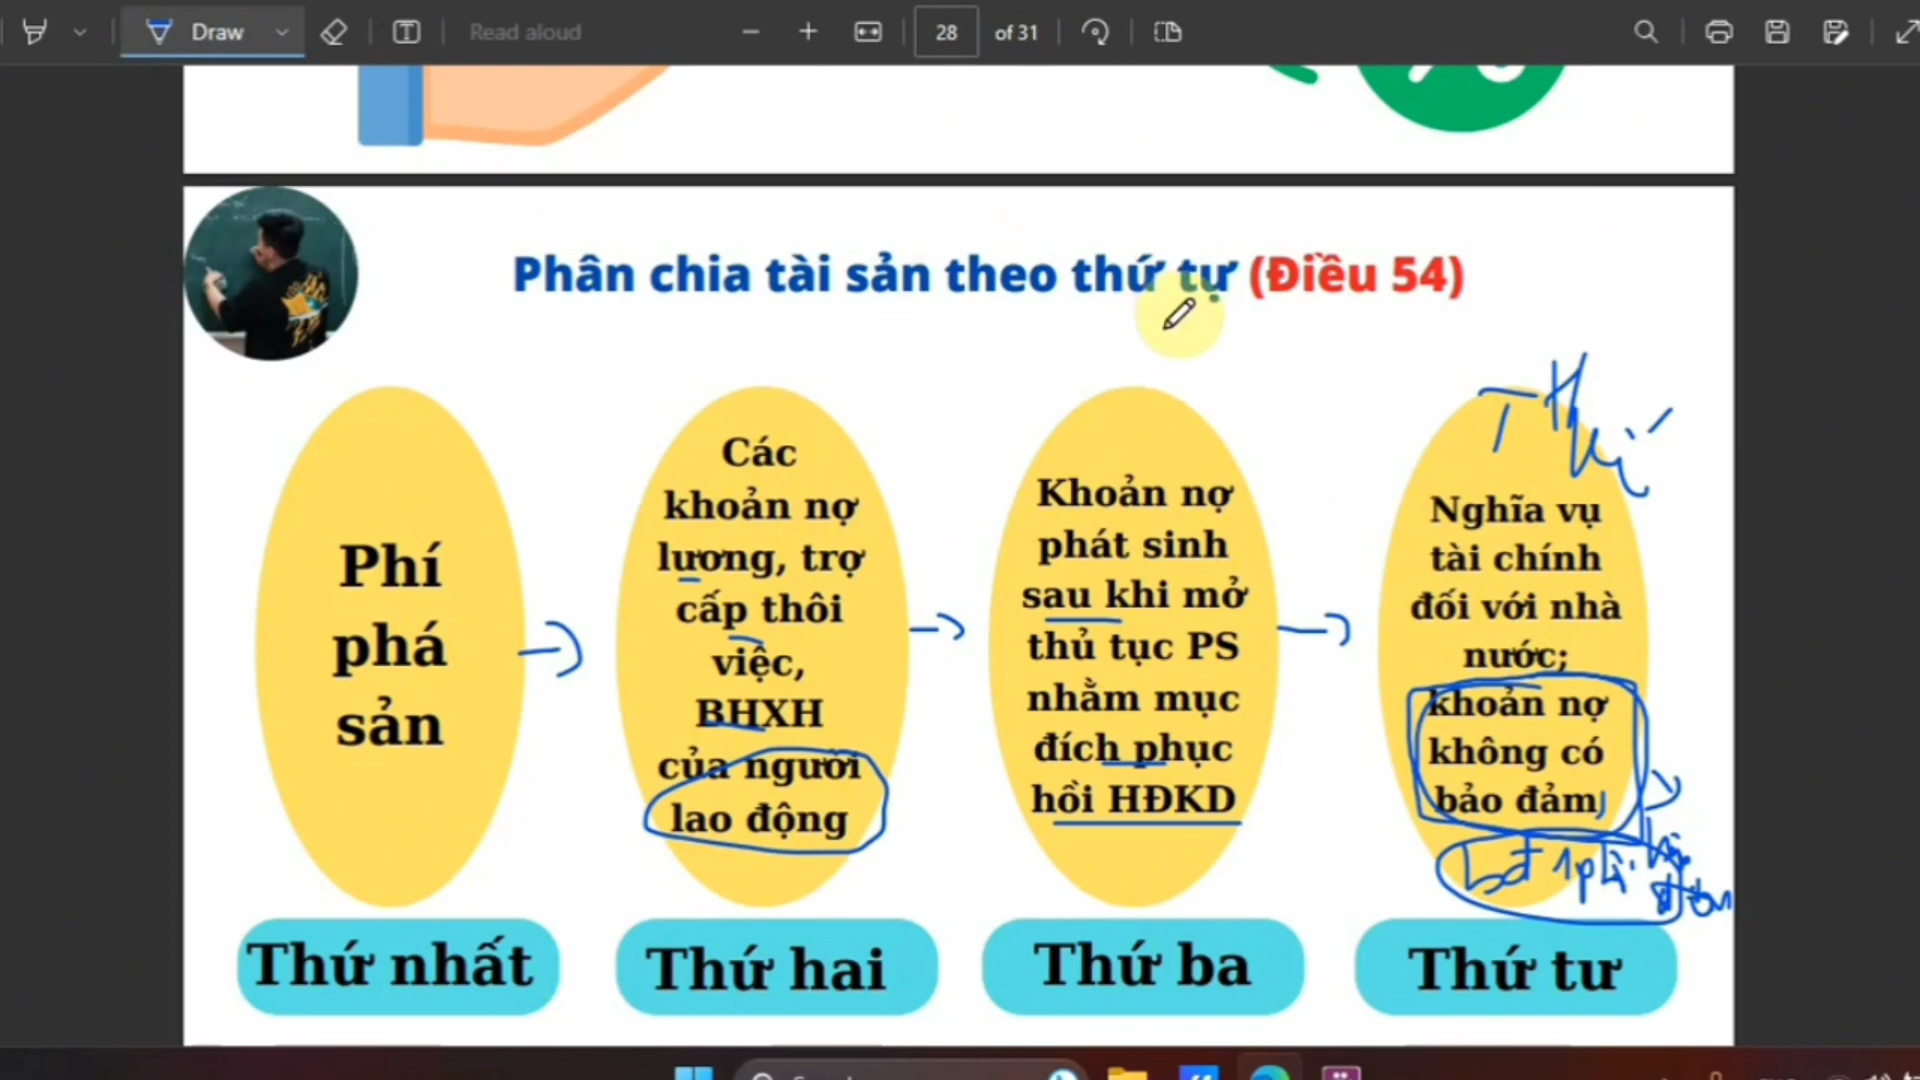 Draw
Read aloud
28
of 31
Phân chia tài sản theo thứ tự (Điều 54)
Phí
phá
sản
Các
khoản nợ
lương, trợ
cấp thôi
việc,
BHXH
của người
lao động
Khoản nợ
phát sinh
sau khi mở
thủ tục PS
nhằm mục
đích phục
hồi HĐKD
Nghĩa vụ
tài chính
đối với nhà
nước;
khoản nợ
không có
bảo đảm
Thứ nhất
Thứ hai
Thứ ba
Thứ tư